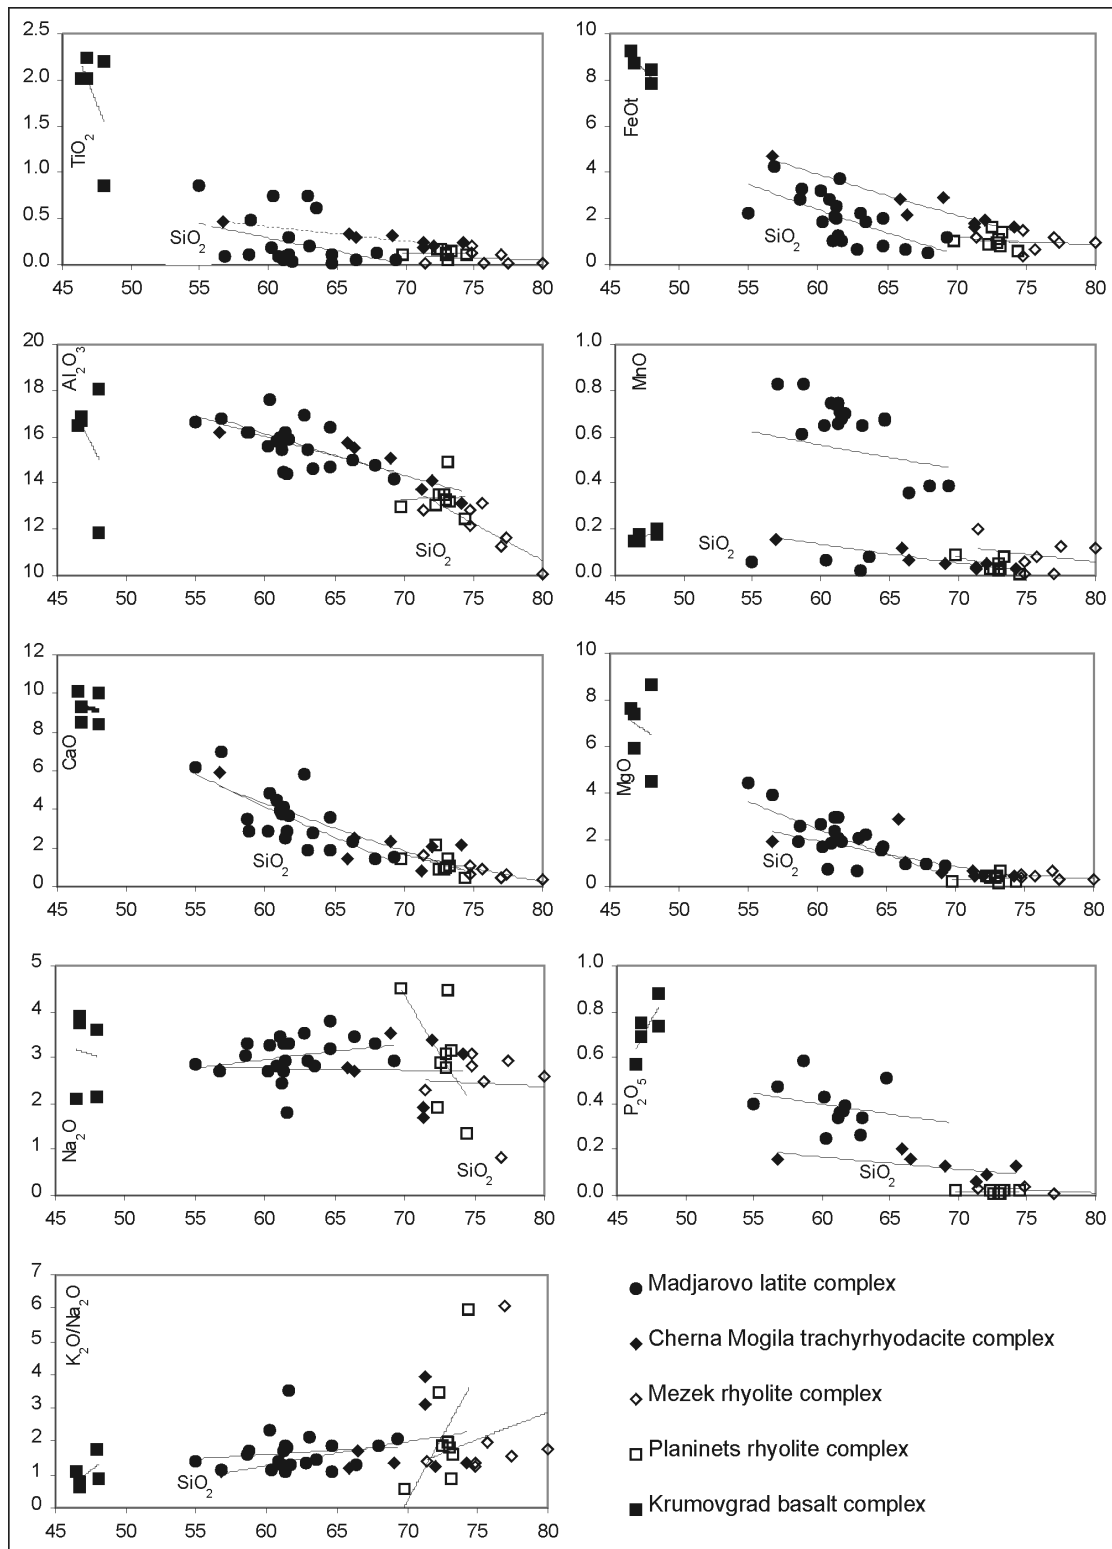 2.5
2.0
1.5
1.0
0.5
0.0
TiO2
SiO2
45 50 55 60 65 70 75 80
10
8
6
4
2
0
FeOt
SiO2
45 50 55 60 65 70 75 80
20
18
16
14
12
10
Al2O3
SiO2
45 50 55 60 65 70 75 80
1.0
0.8
0.6
0.4
0.2
0.0
MnO
SiO2
45 50 55 60 65 70 75 80
12
10
8
6
4
2
0
CaO
SiO2
45 50 55 60 65 70 75 80
10
8
6
4
2
0
MgO
SiO2
45 50 55 60 65 70 75 80
5
4
3
2
1
0
Na2O
SiO2
45 50 55 60 65 70 75 80
1.0
0.8
0.6
0.4
0.2
0.0
P2O5
SiO2
45 50 55 60 65 70 75 80
7
6
5
4
3
2
1
0
K2O/Na2O
SiO2
45 50 55 60 65 70 75 80
Madjarovo latite complex
Cherna Mogila trachyrhyodacite complex
Mezek rhyolite complex
Planinets rhyolite complex
Krumovgrad basalt complex